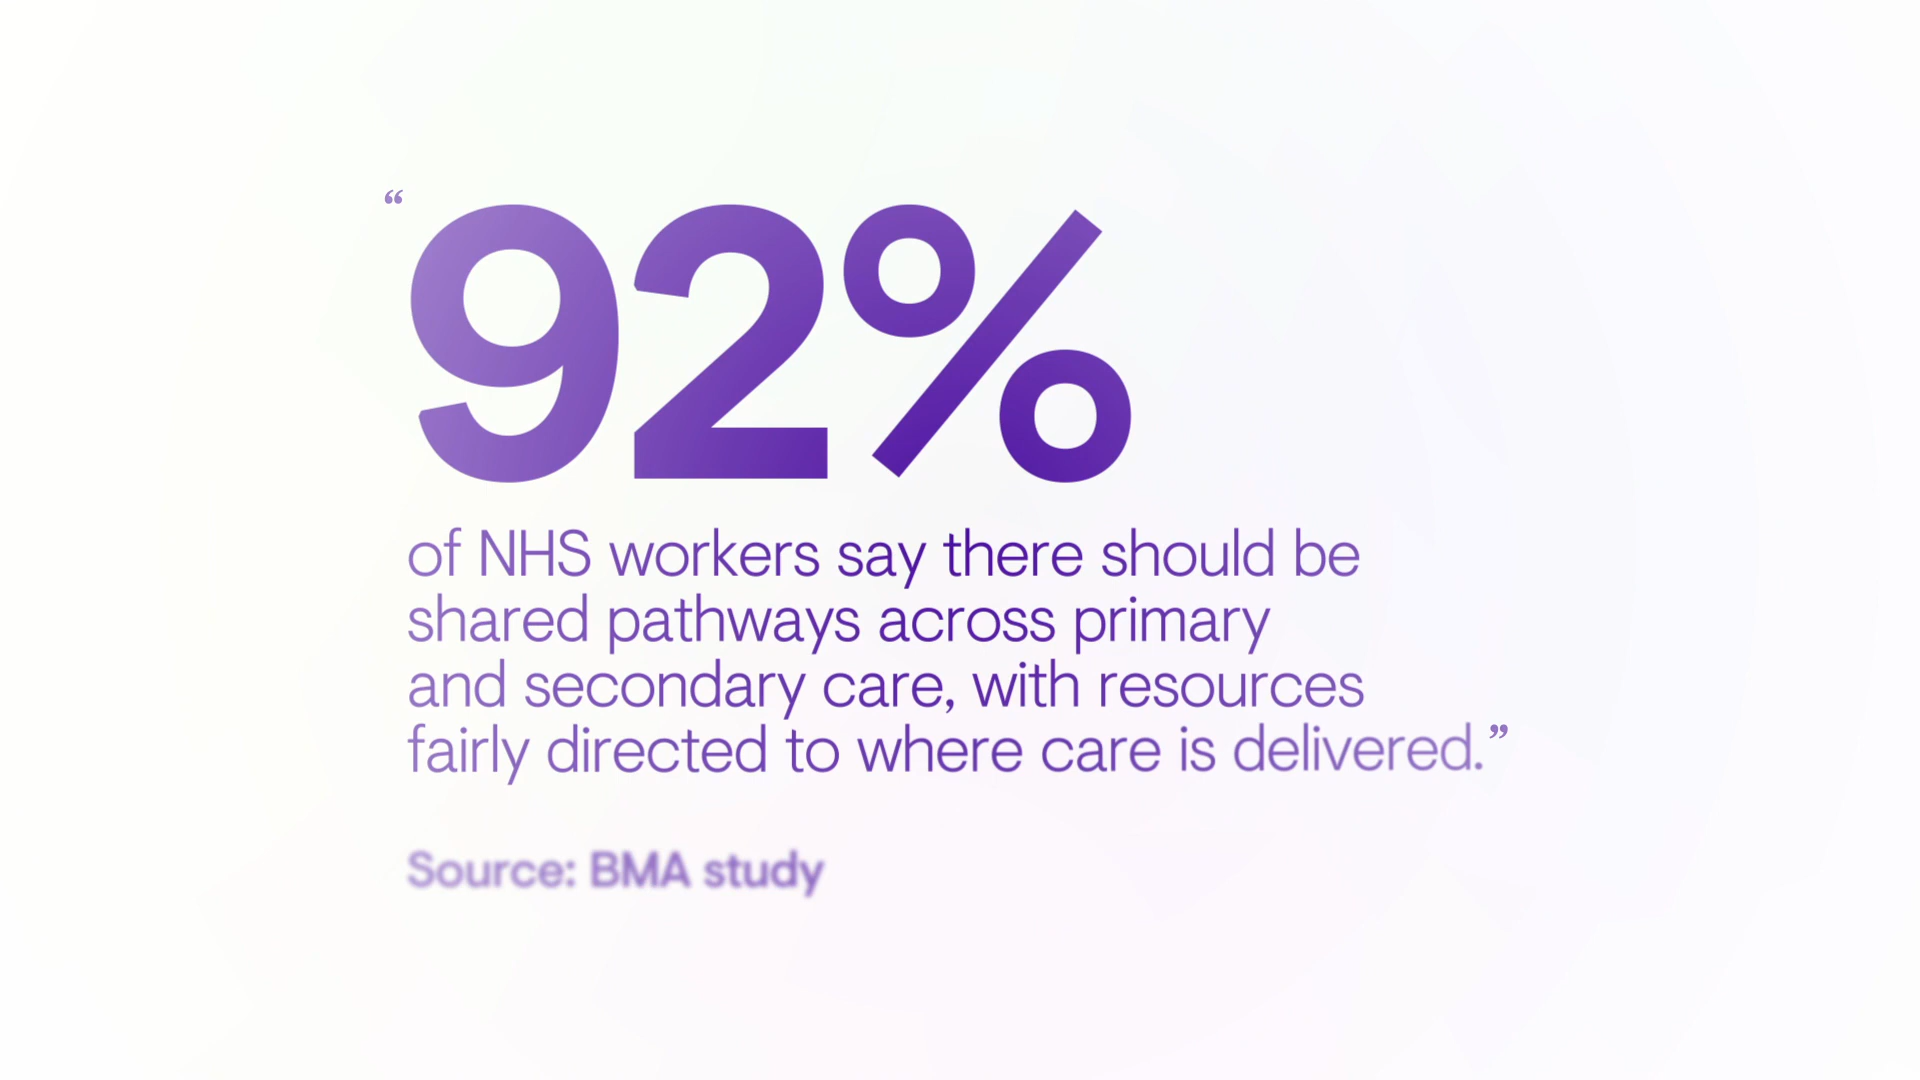 “92%
of NHS workers say there should be
shared pathways across primary
and secondary care, with resources
fairly directed to where care is delivered.”
Source: BMA study